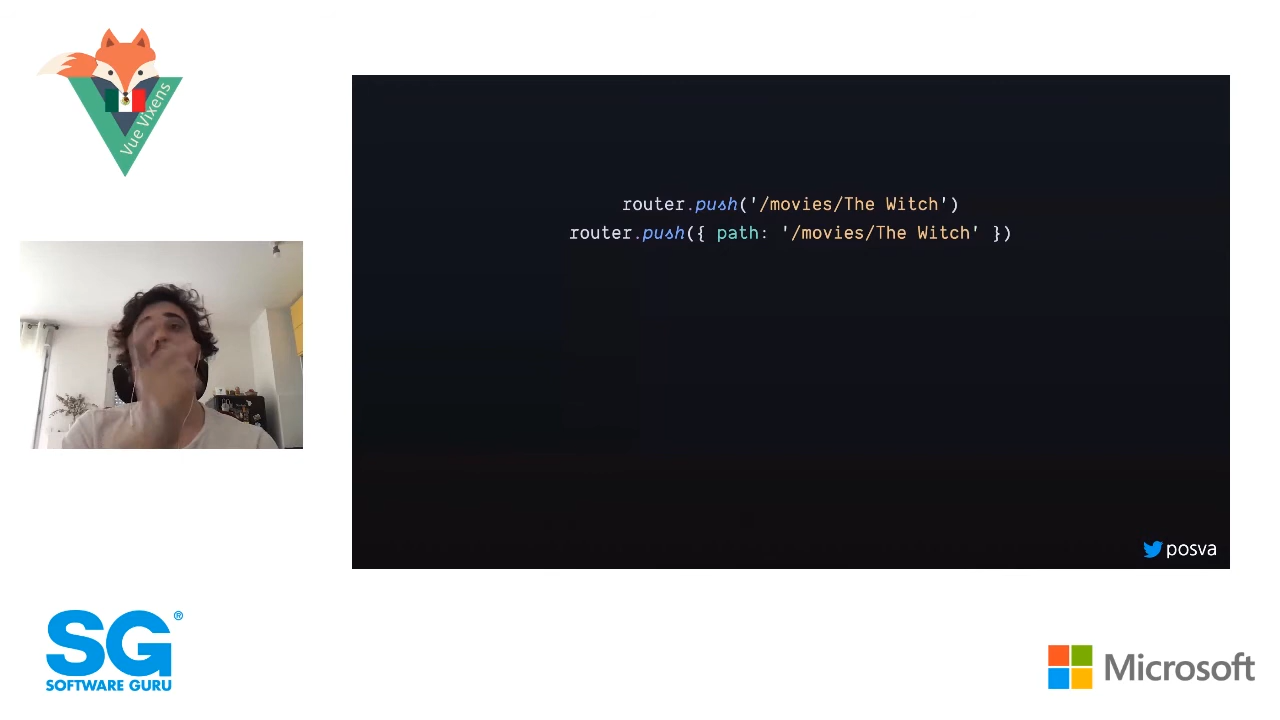 Vue Vixens
router.push('/movies/The Witch')
router.push({ path: '/movies/The Witch' })
posva
SG®
SOFTWARE GURU
Microsoft